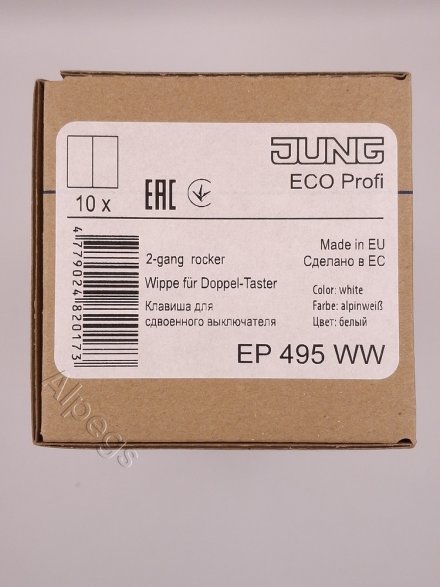 JUNG
ECO Profi
10 x
EAC
4779024820173
2-gang rocker
Wippe für Doppel-Taster
Клавиша для
сдвоенного выключателя
Made in EU
Сделано в ЕС
Color: white
Farbe: alpinweiß
Цвет: белый
EP 495 WW
Alpegs